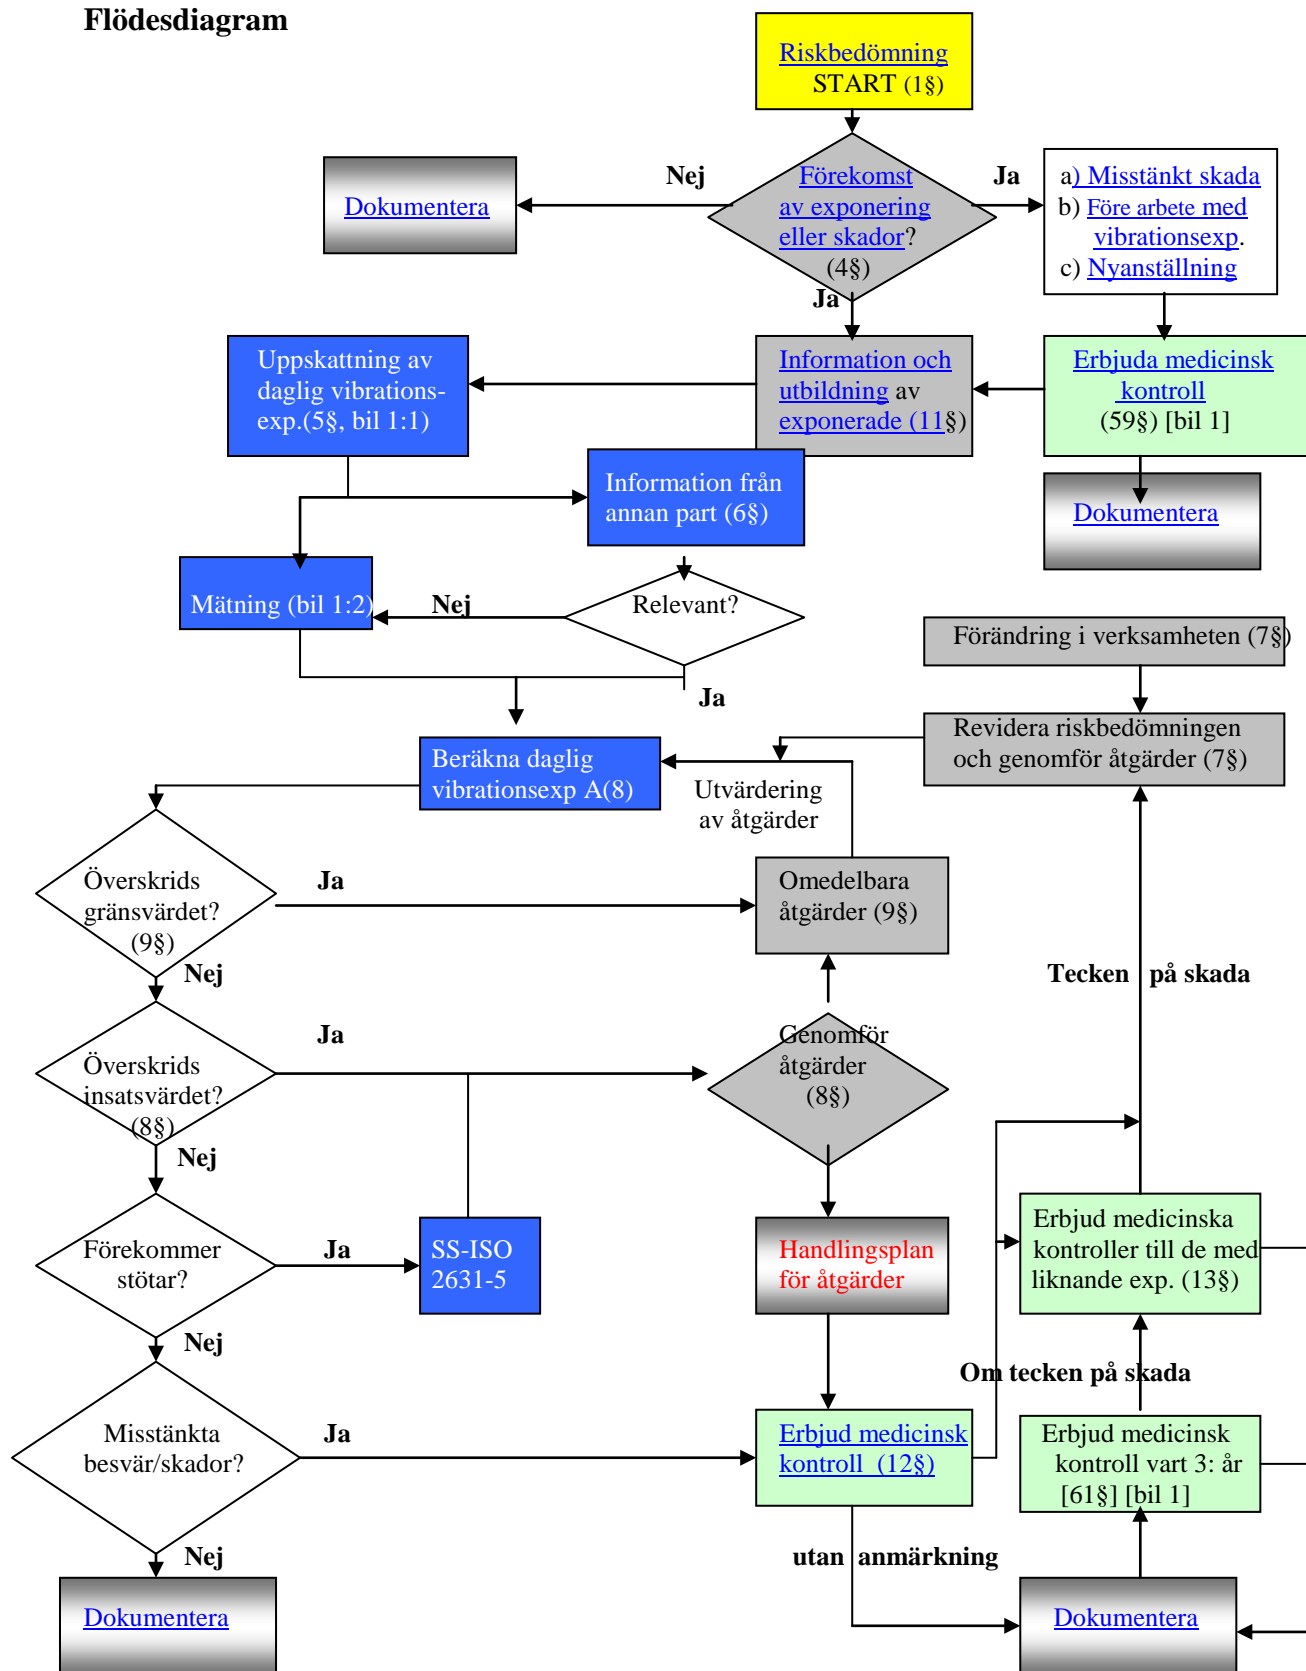 Flödesdiagram
Riskbedömning
START (1§)
Nej
Ja
Dokumentera
Förekomst
av exponering
eller skador?
(4§)
a) Misstänkt skada
b) Före arbete med
vibrationsexp.
c) Nyanställning
Ja
Uppskattning av
daglig vibrations-
exp.(5§, bil 1:1)
Information och
utbildning av
exponerade (11§)
Erbjuda medicinsk
kontroll
(59§) [bil 1]
Information från
annan part (6§)
Dokumentera
Mätning (bil 1:2)
Nej
Relevant?
Förändring i verksamheten (7§)
Ja
Revidera riskbedömningen
och genomför åtgärder (7§)
Beräkna daglig
vibrationsexp A(8)
Utvärdering
av åtgärder
Överskrids
gränsvärdet?
(9§)
Ja
Omedelbara
åtgärder (9§)
Nej
Tecken på skada
Överskrids
insatsvärdet?
(8§)
Ja
Genomför
åtgärder
(8§)
Nej
Förekommer
stötar?
Ja
SS-ISO
2631-5
Handlingsplan
för åtgärder
Erbjud medicinska
kontroller till de med
liknande exp. (13§)
Nej
Om tecken på skada
Misstänkta
besvär/skador?
Ja
Erbjud medicinsk
kontroll (12§)
Erbjud medicinsk
kontroll vart 3: år
[61§] [bil 1]
Nej
utan anmärkning
Dokumentera
Dokumentera